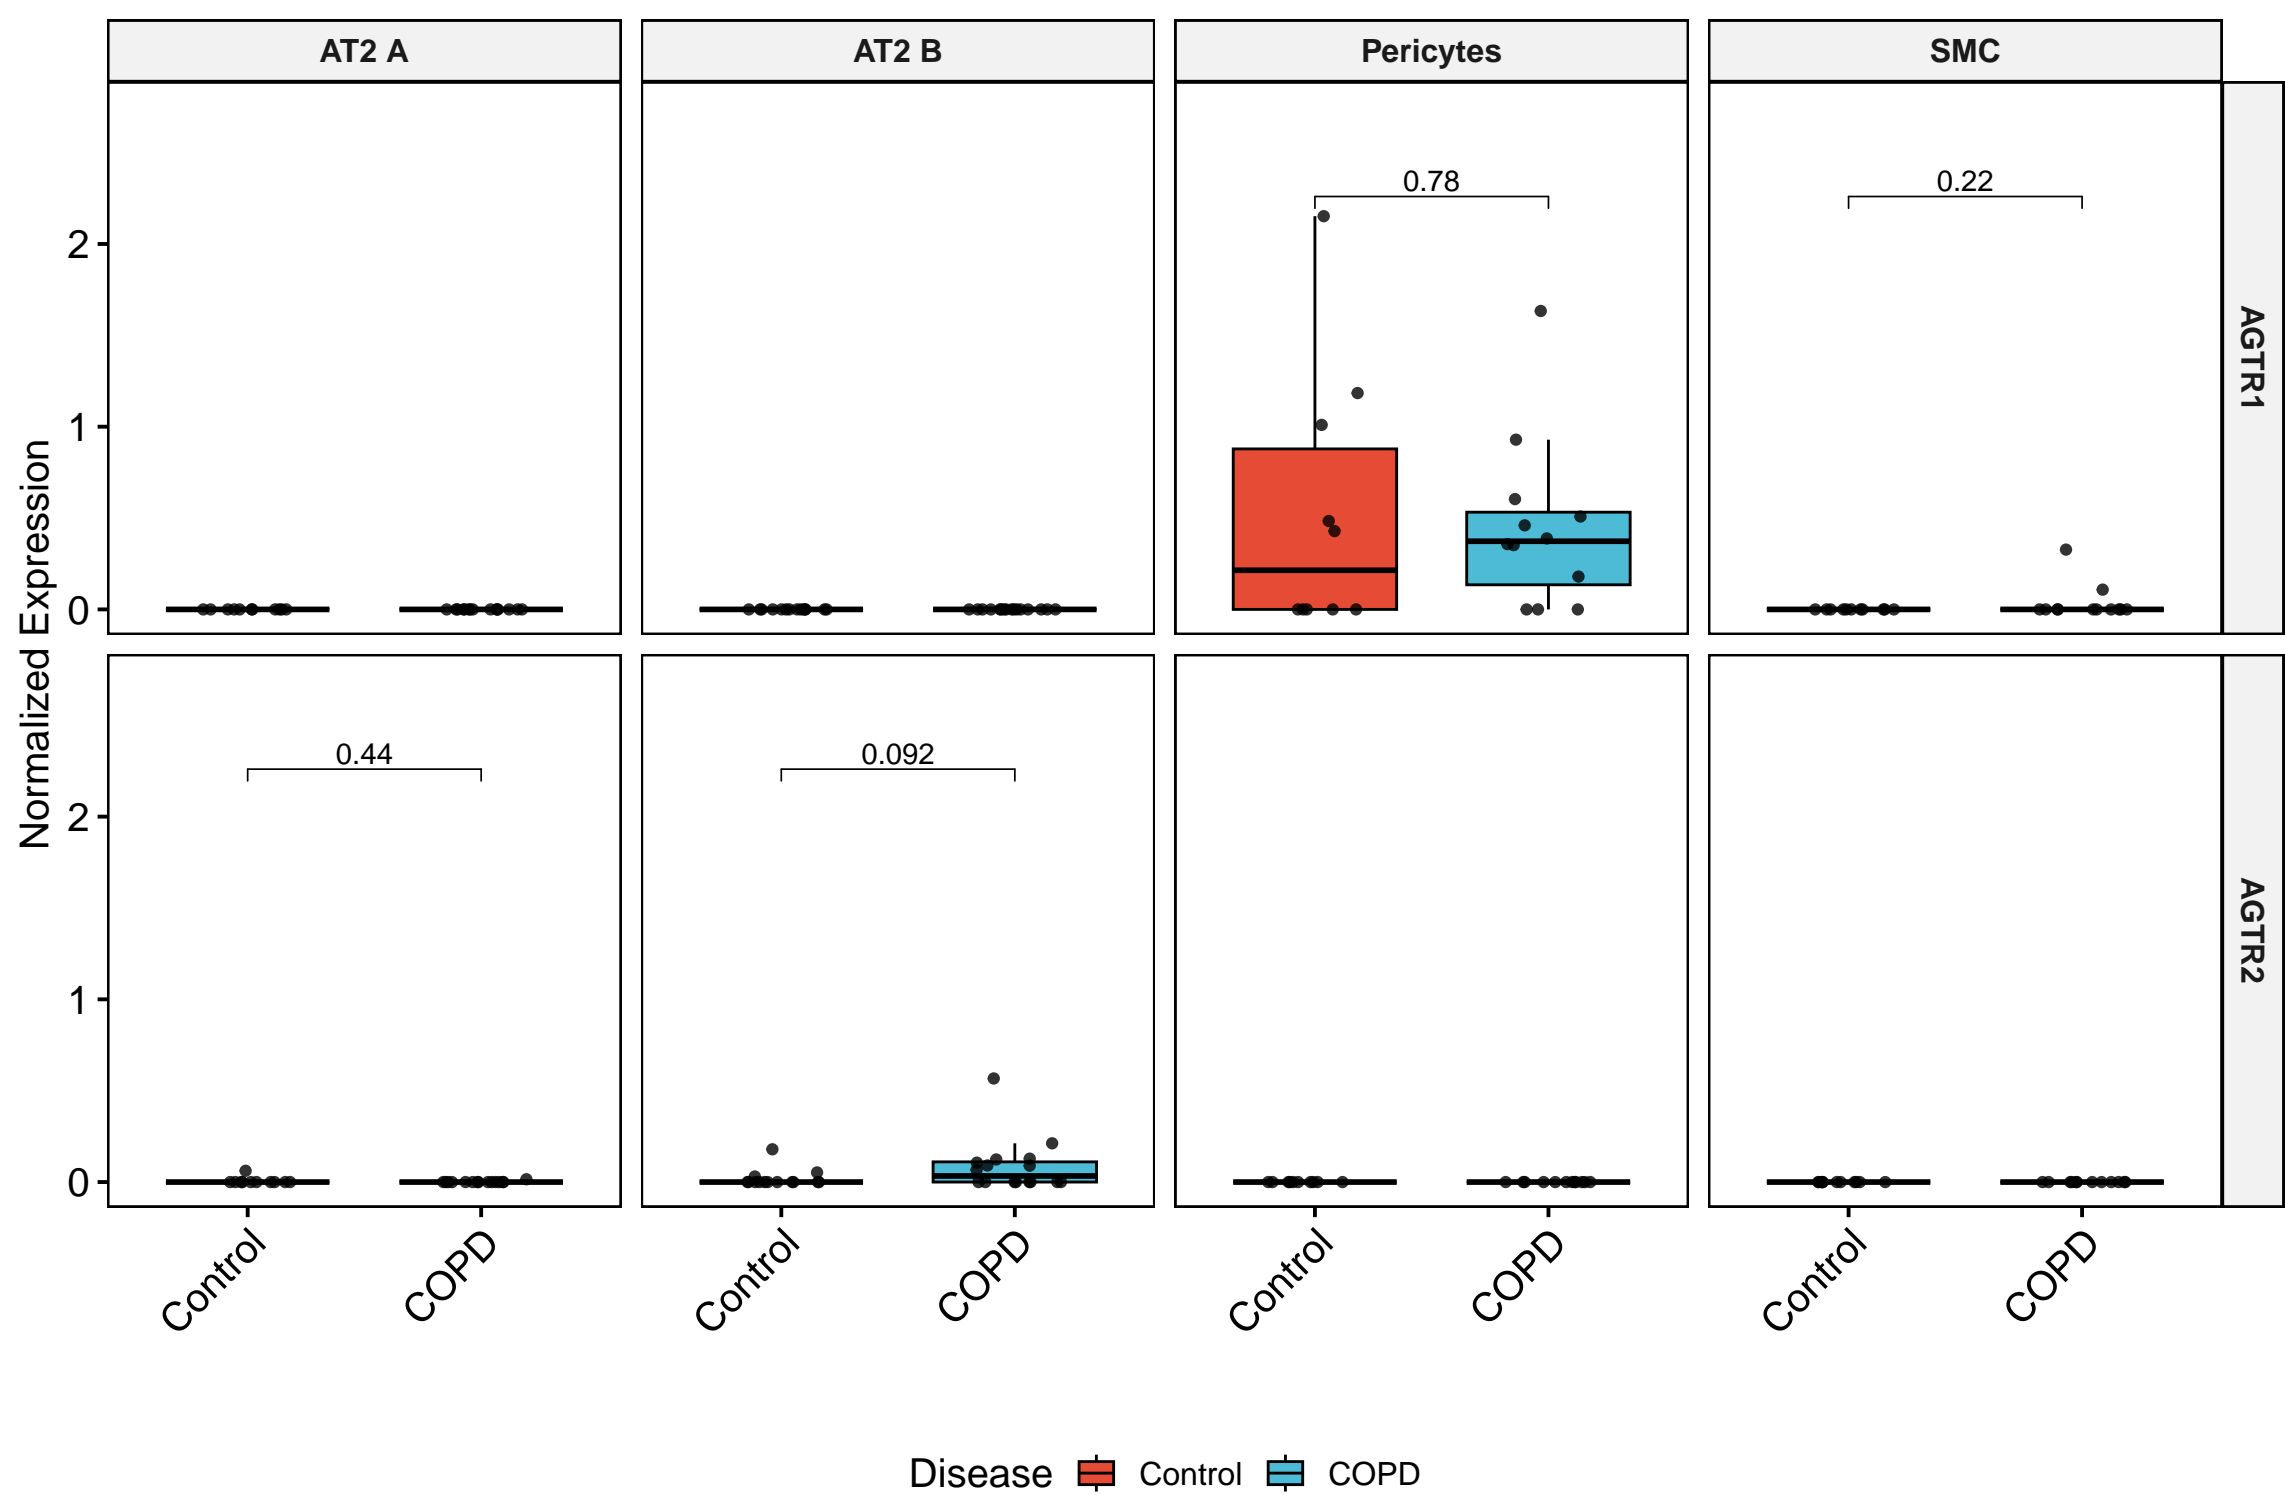 AT2 A
AT2 B
Pericytes
SMC
Normalized Expression
2
1
0
0.78
0.22
AGTR1
2
1
0
0.44
0.092
AGTR2
Control
COPD
Control
COPD
Control
COPD
Control
COPD
Disease Control COPD